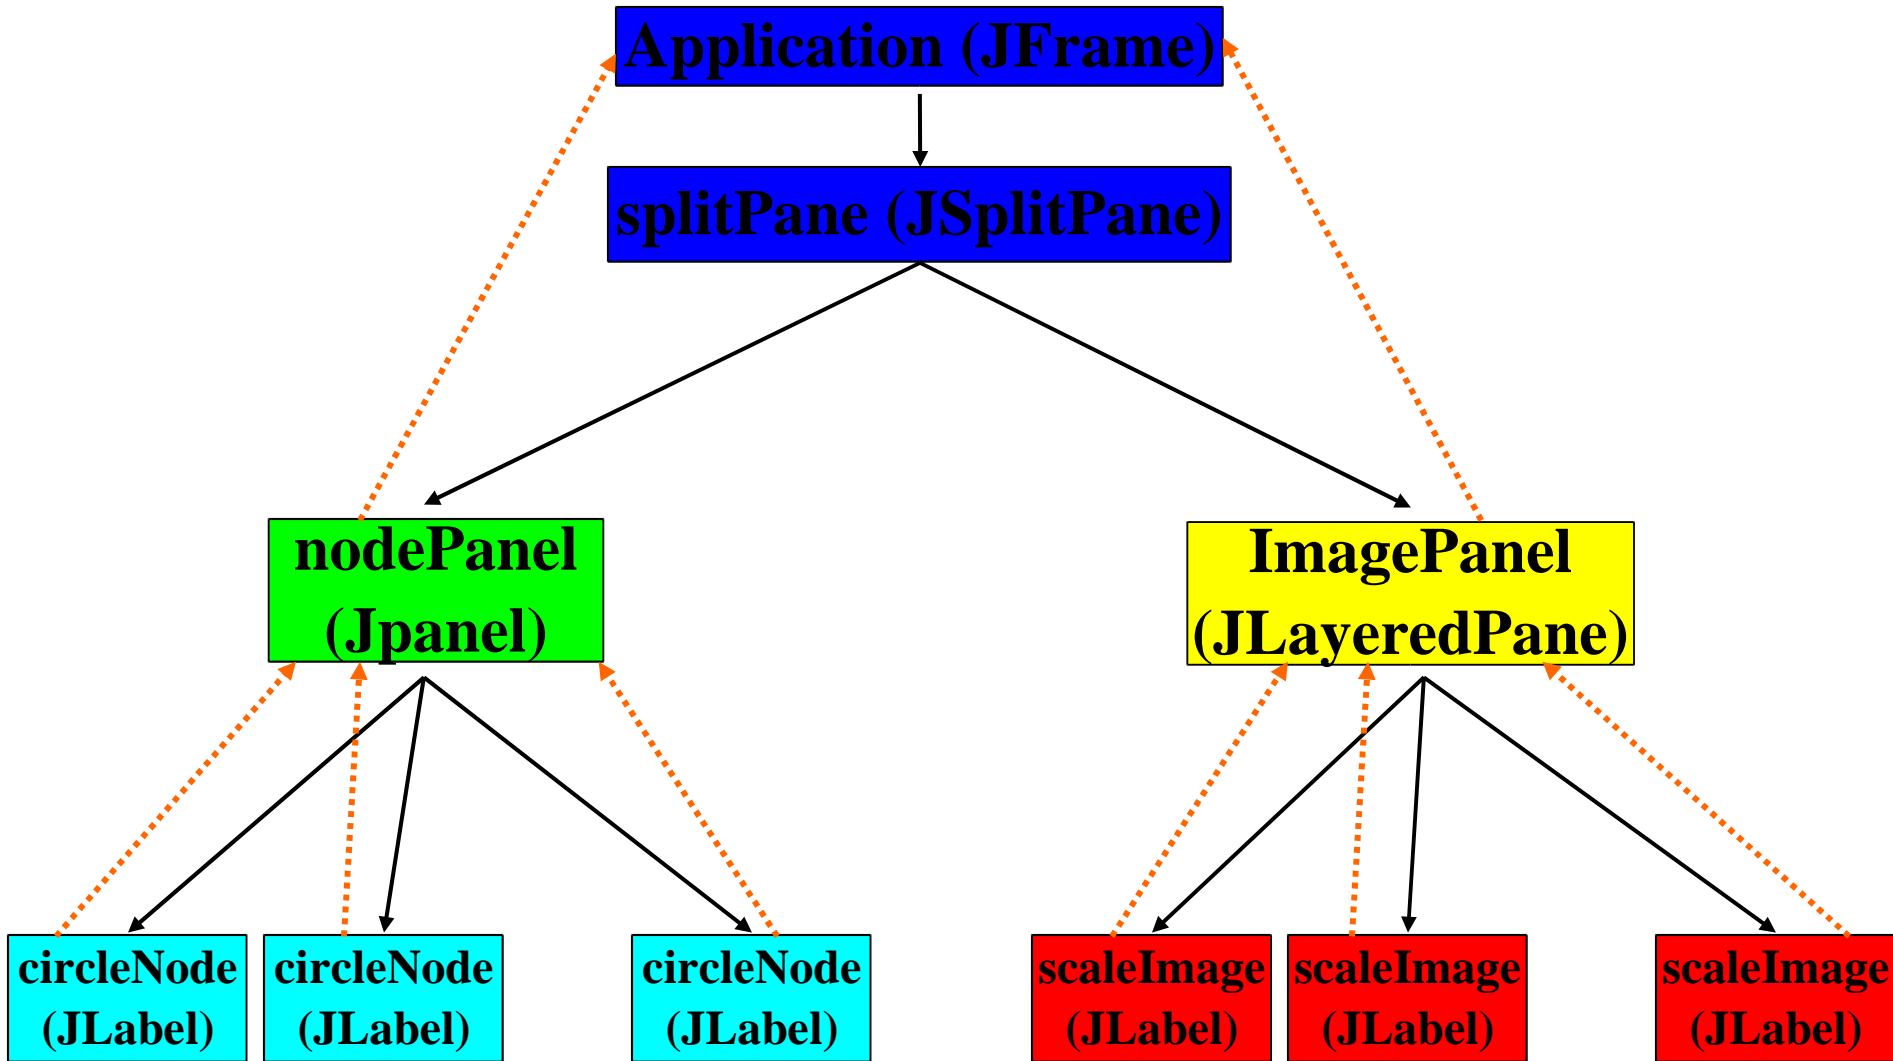 Application (JFrame)
splitPane (JSplitPane)
nodePanel
(Jpanel)
ImagePanel
(JLayeredPane)
circleNode
(JLabel)
circleNode
(JLabel)
circleNode
(JLabel)
scaleImage
(JLabel)
scaleImage
(JLabel)
scaleImage
(JLabel)